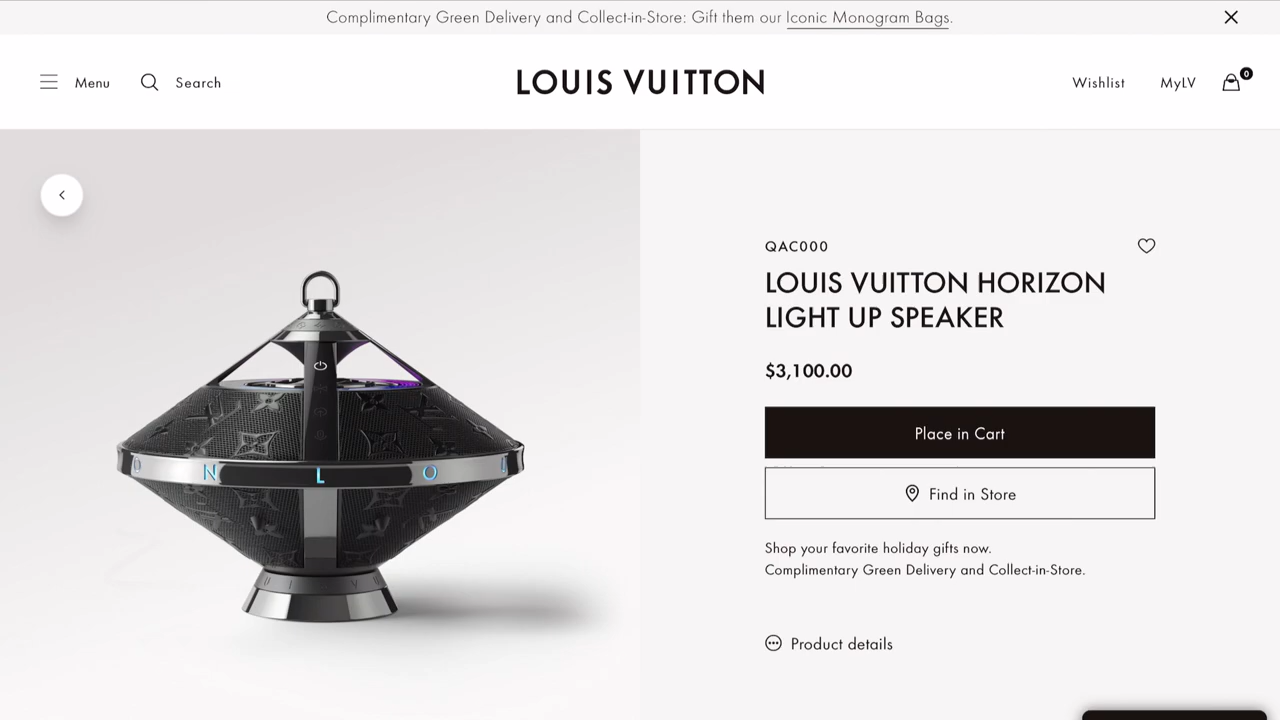 Complimentary Green Delivery and Collect-in-Store: Gift them our Iconic Monogram Bags.
Menu
Search
LOUIS VUITTON
Wishlist
MyLV
0
QAC000
LOUIS VUITTON HORIZON
LIGHT UP SPEAKER
$3,100.00
Place in Cart
Find in Store
Shop your favorite holiday gifts now.
Complimentary Green Delivery and Collect-in-Store.
Product details
O N L O